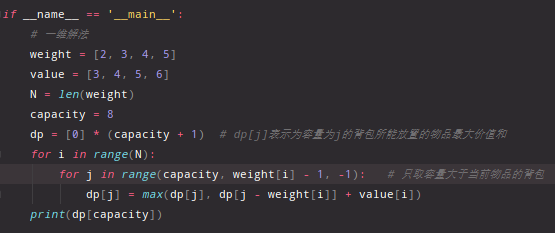 if __name__ == '__main__':
    # 一维解法
    weight = [2, 3, 4, 5]
    value = [3, 4, 5, 6]
    N = len(weight)
    capacity = 8
    dp = [0] * (capacity + 1)  # dp[j]表示为容量为j的背包所能放置的物品最大价值和
    for i in range(N):
        for j in range(capacity, weight[i] - 1, -1):   # 只取容量大于当前物品的背包
            dp[j] = max(dp[j], dp[j - weight[i]] + value[i])
    print(dp[capacity])